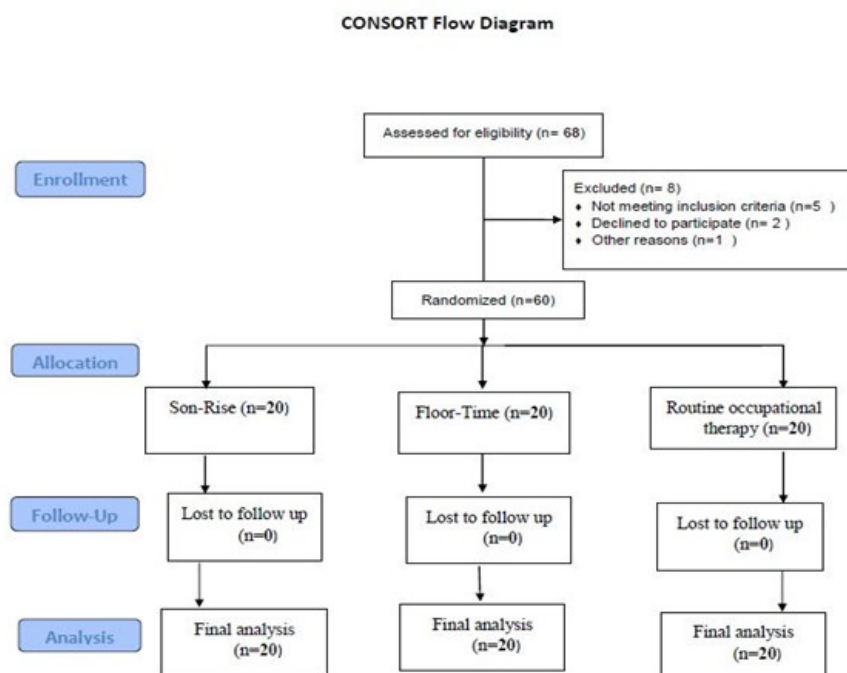 CONSORT Flow Diagram
Assessed for eligibility (n= 68)
Enrollment
Excluded (n= 8)
♦ Not meeting inclusion criteria (n=5 )
♦ Declined to participate (n= 2 )
♦ Other reasons (n=1 )
Randomized (n=60)
Allocation
Son-Rise (n=20)
Floor-Time (n=20)
Routine occupational
therapy (n=20)
Follow-Up
Lost to follow up
(n=0)
Lost to follow up
(n=0)
Lost to follow up
(n=0)
Analysis
Final analysis
(n=20)
Final analysis
(n=20)
Final analysis
(n=20)